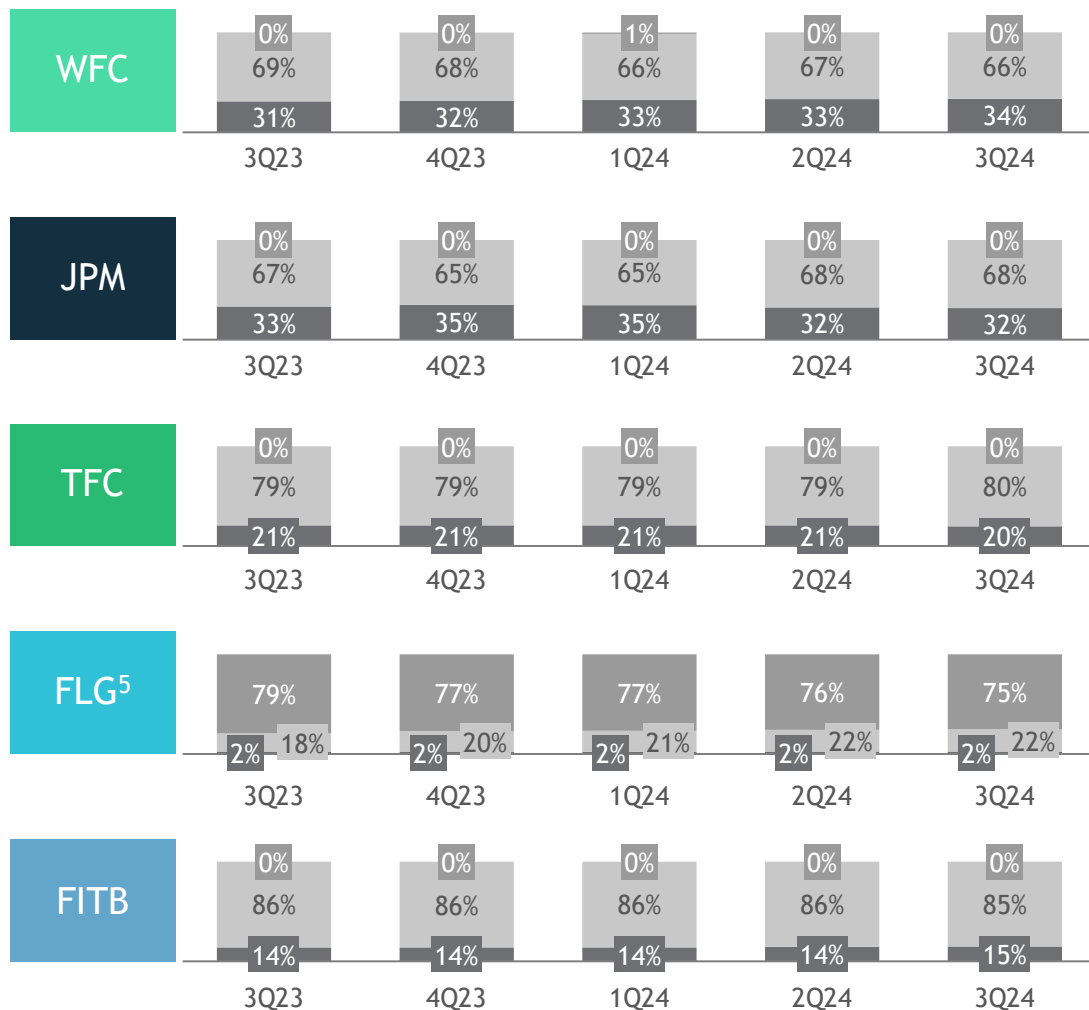 0% 0% 1% 0% 0%
WFC 69% 68% 66% 67% 66%
31% 32% 33% 33% 34%
3Q23 4Q23 1Q24 2Q24 3Q24
0% 0% 0% 0% 0%
JPM 67% 65% 65% 68% 68%
33% 35% 35% 32% 32%
3Q23 4Q23 1Q24 2Q24 3Q24
0% 0% 0% 0% 0%
TFC 79% 79% 79% 79% 80%
21% 21% 21% 21% 20%
3Q23 4Q23 1Q24 2Q24 3Q24
FLG⁵ 79% 77% 77% 76% 75%
2% 18% 2% 20% 2% 21% 2% 22% 2% 22%
3Q23 4Q23 1Q24 2Q24 3Q24
0% 0% 0% 0% 0%
FITB 86% 86% 86% 86% 85%
14% 14% 14% 14% 15%
3Q23 4Q23 1Q24 2Q24 3Q24